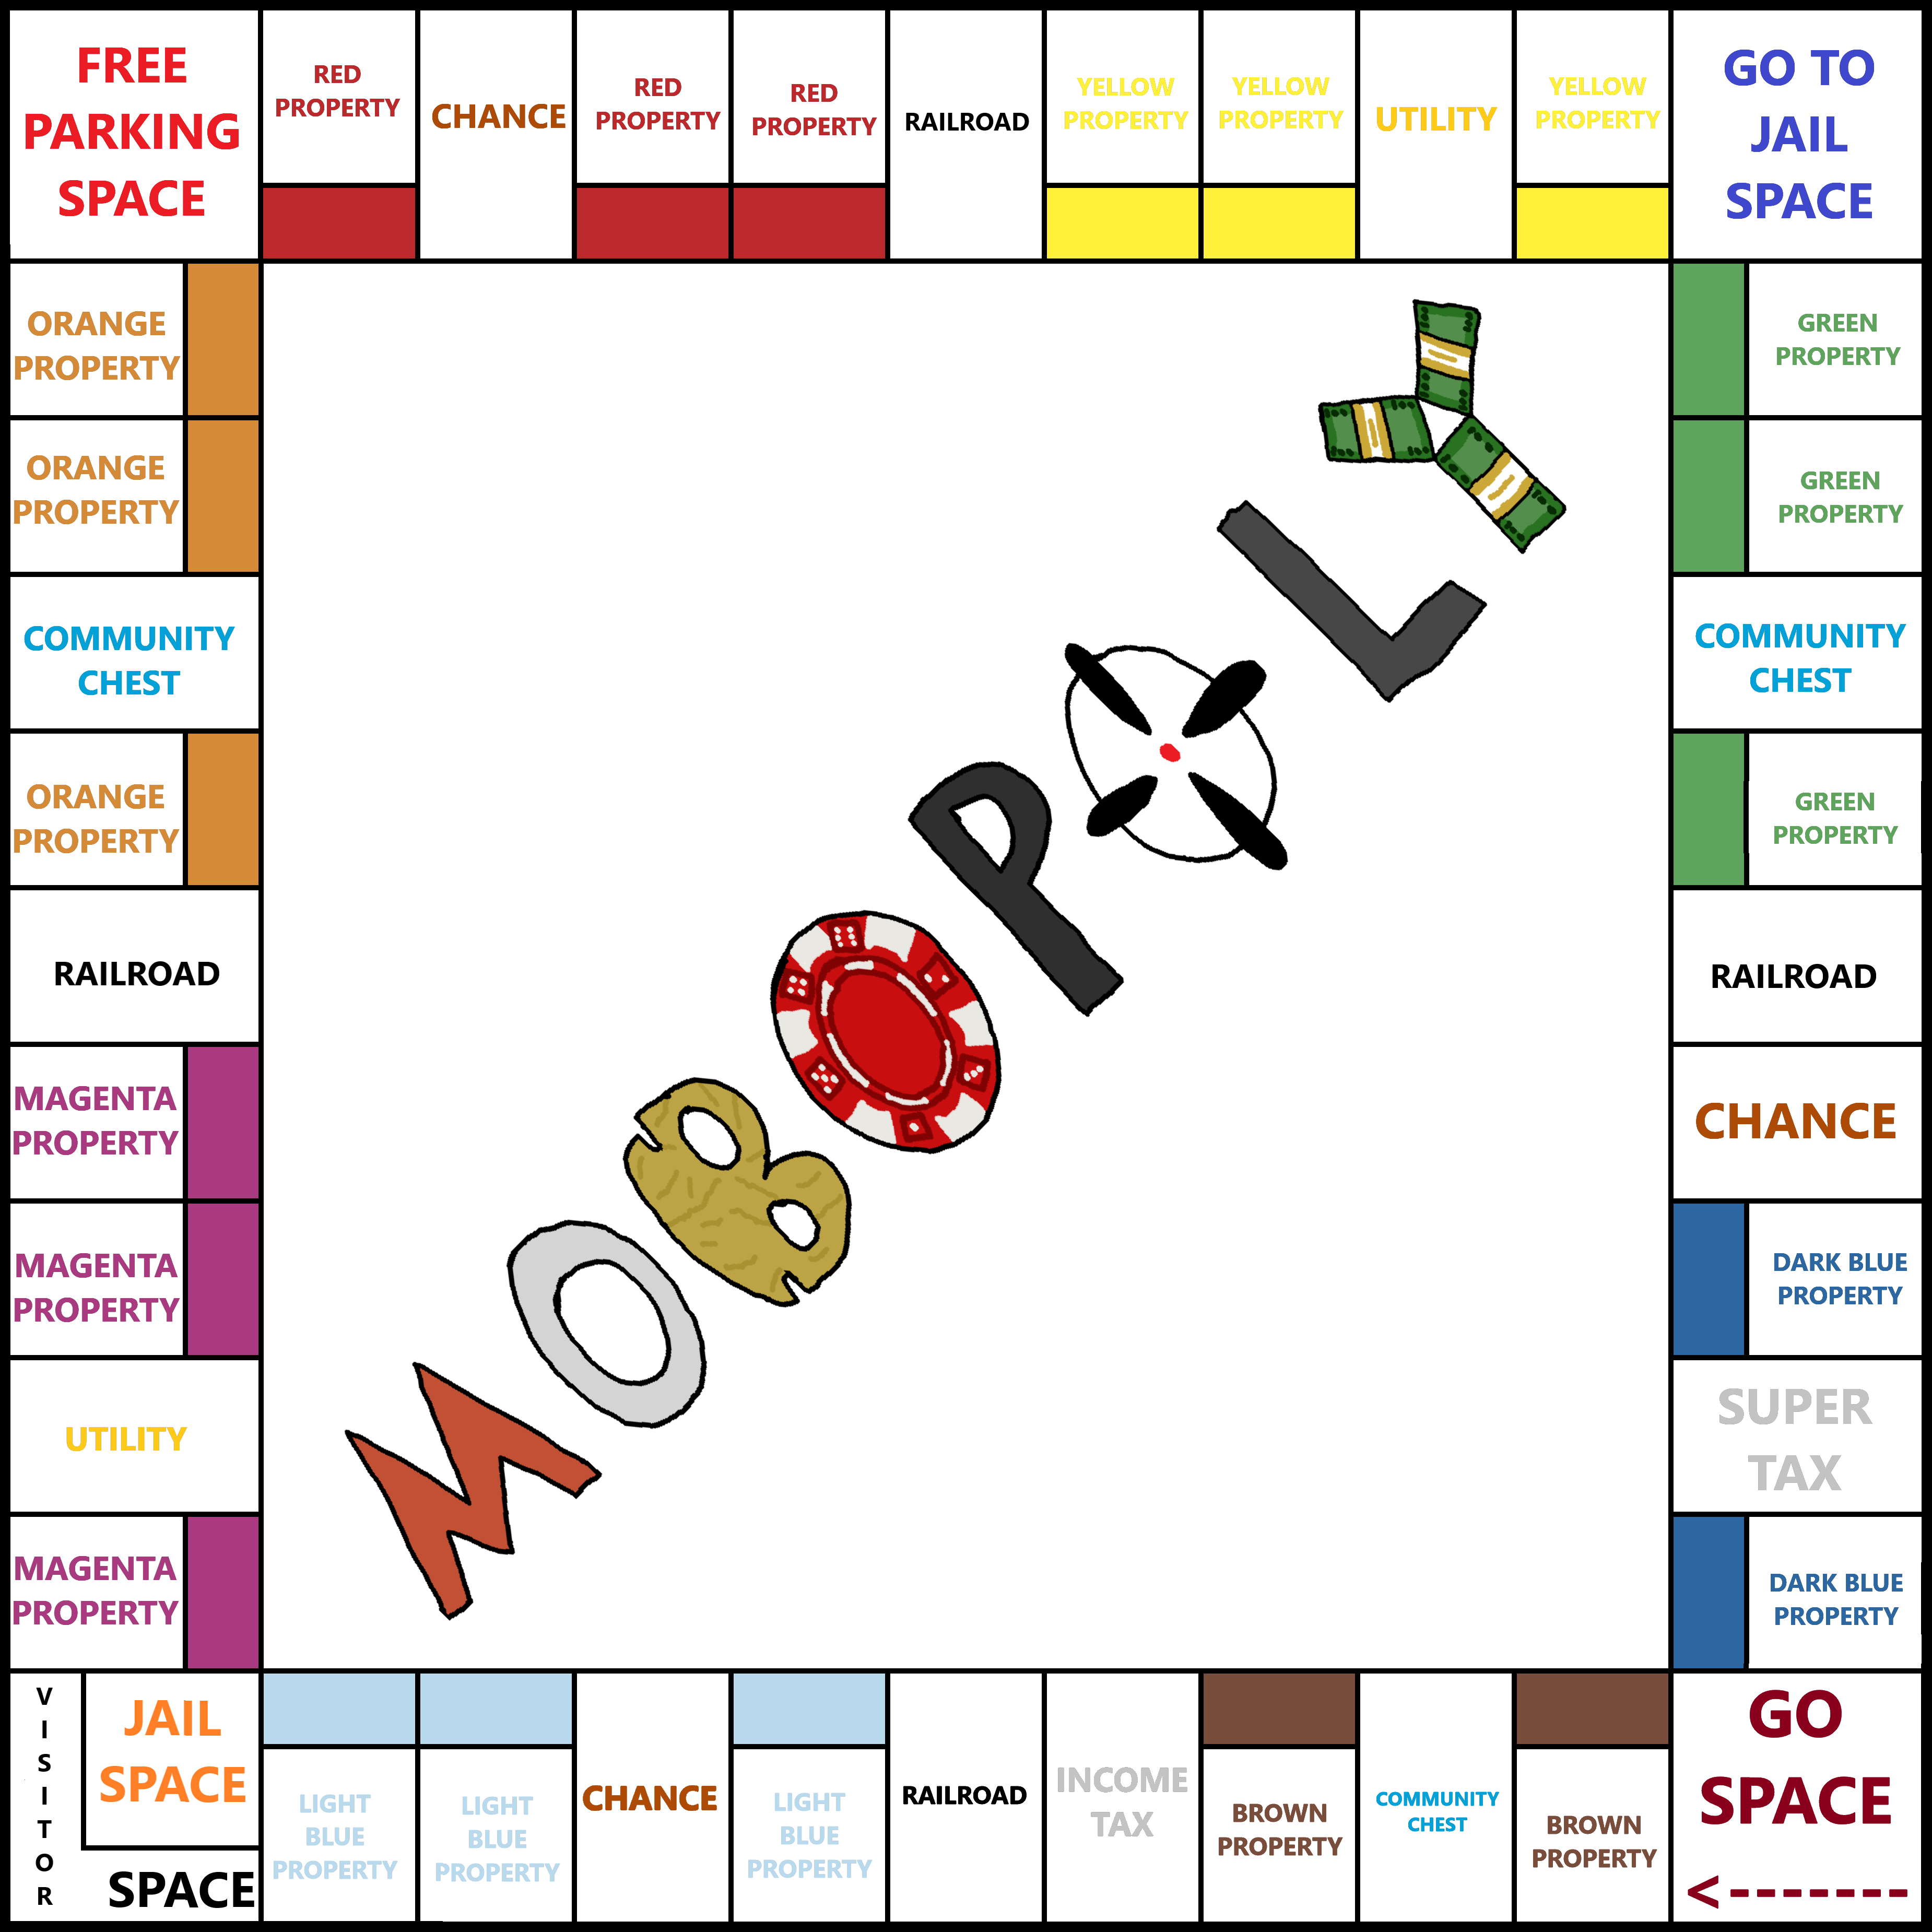 FREE
PARKING
SPACE
RED
PROPERTY
CHANCE
RED
PROPERTY
RED
PROPERTY
RAILROAD
YELLOW
PROPERTY
YELLOW
PROPERTY
UTILITY
YELLOW
PROPERTY
GO TO
JAIL
SPACE
ORANGE
PROPERTY
ORANGE
PROPERTY
COMMUNITY
CHEST
ORANGE
PROPERTY
RAILROAD
MAGENTA
PROPERTY
MAGENTA
PROPERTY
UTILITY
MAGENTA
PROPERTY
MOBOPOLY
GREEN
PROPERTY
GREEN
PROPERTY
COMMUNITY
CHEST
GREEN
PROPERTY
RAILROAD
CHANCE
DARK BLUE
PROPERTY
SUPER
TAX
DARK BLUE
PROPERTY
VISITOR
JAIL
SPACE
SPACE
LIGHT
BLUE
PROPERTY
LIGHT
BLUE
PROPERTY
CHANCE
LIGHT
BLUE
PROPERTY
RAILROAD
INCOME
TAX
BROWN
PROPERTY
COMMUNITY
CHEST
BROWN
PROPERTY
GO
SPACE
<-------